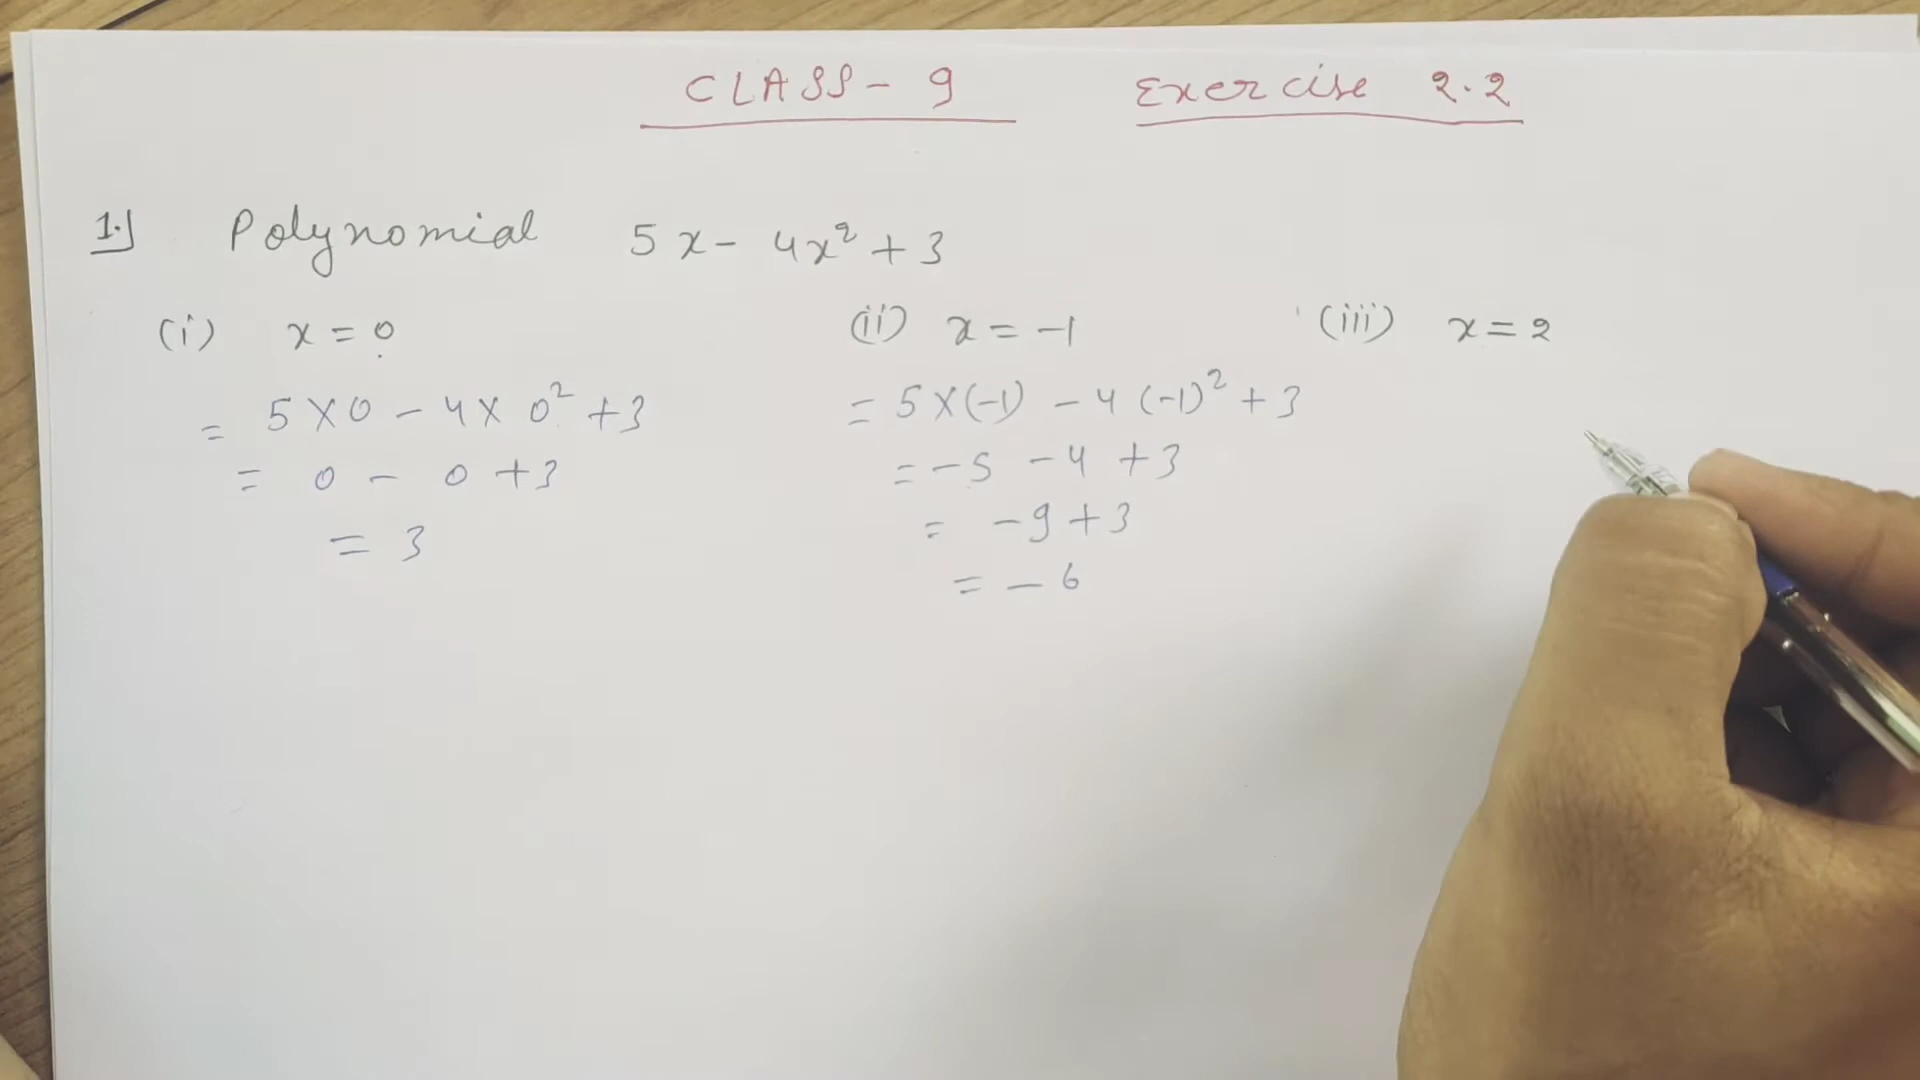 CLASS - 9 Exercise 2.2
1.) Polynomial 5x - 4x² + 3
(i) x = 0
= 5 X 0 - 4 X 0² + 3
= 0 - 0 + 3
= 3
(ii) x = -1
= 5 X (-1) - 4 (-1)² + 3
= -5 - 4 + 3
= -9 + 3
= -6
(iii) x = 2